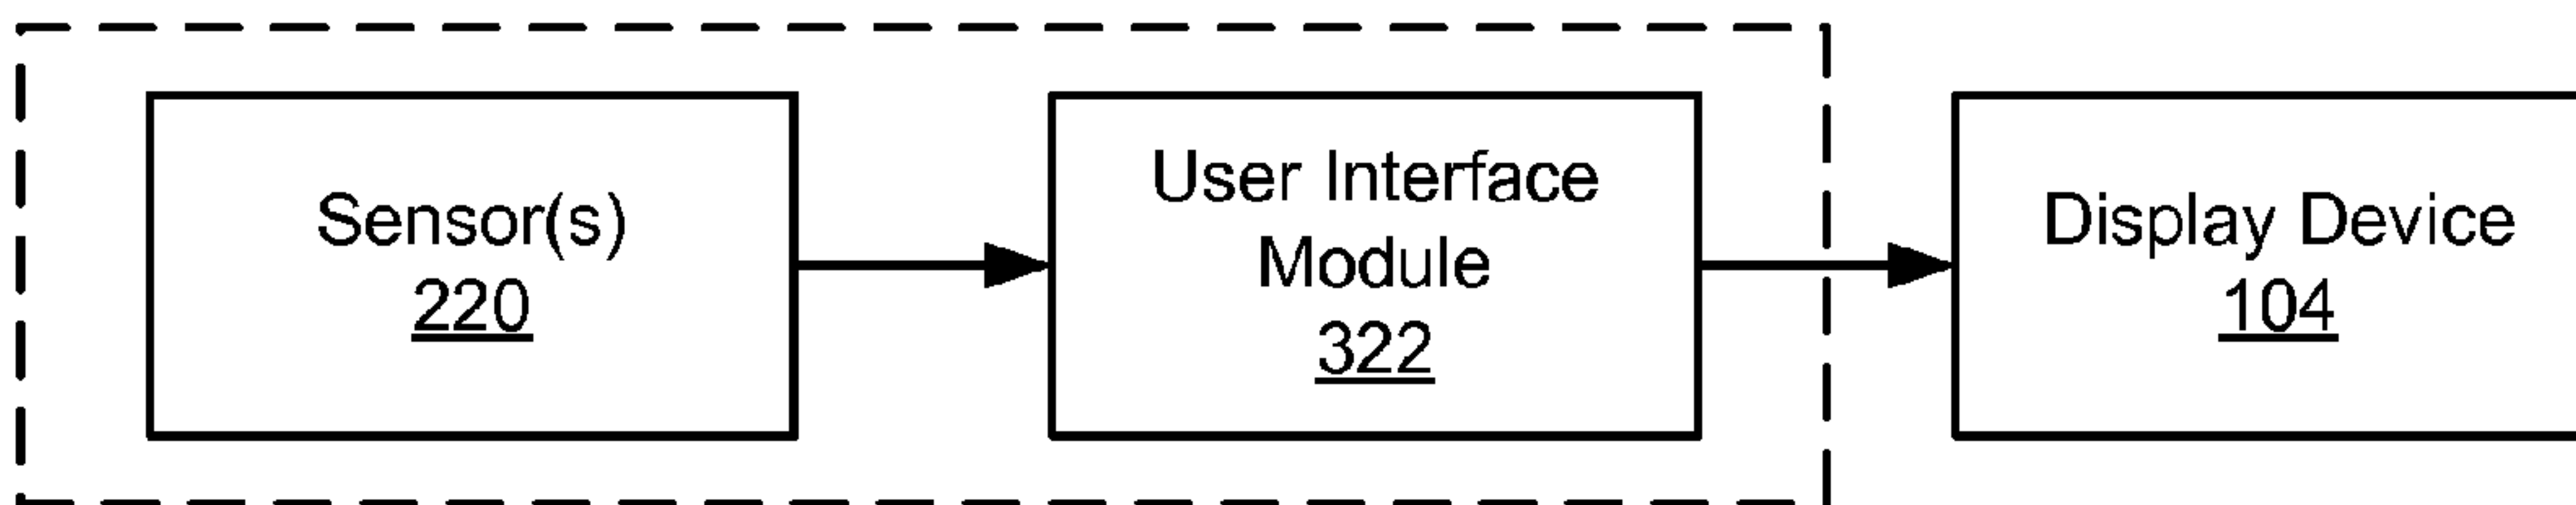 Sensor(s)
220
User Interface
Module
322
Display Device
104